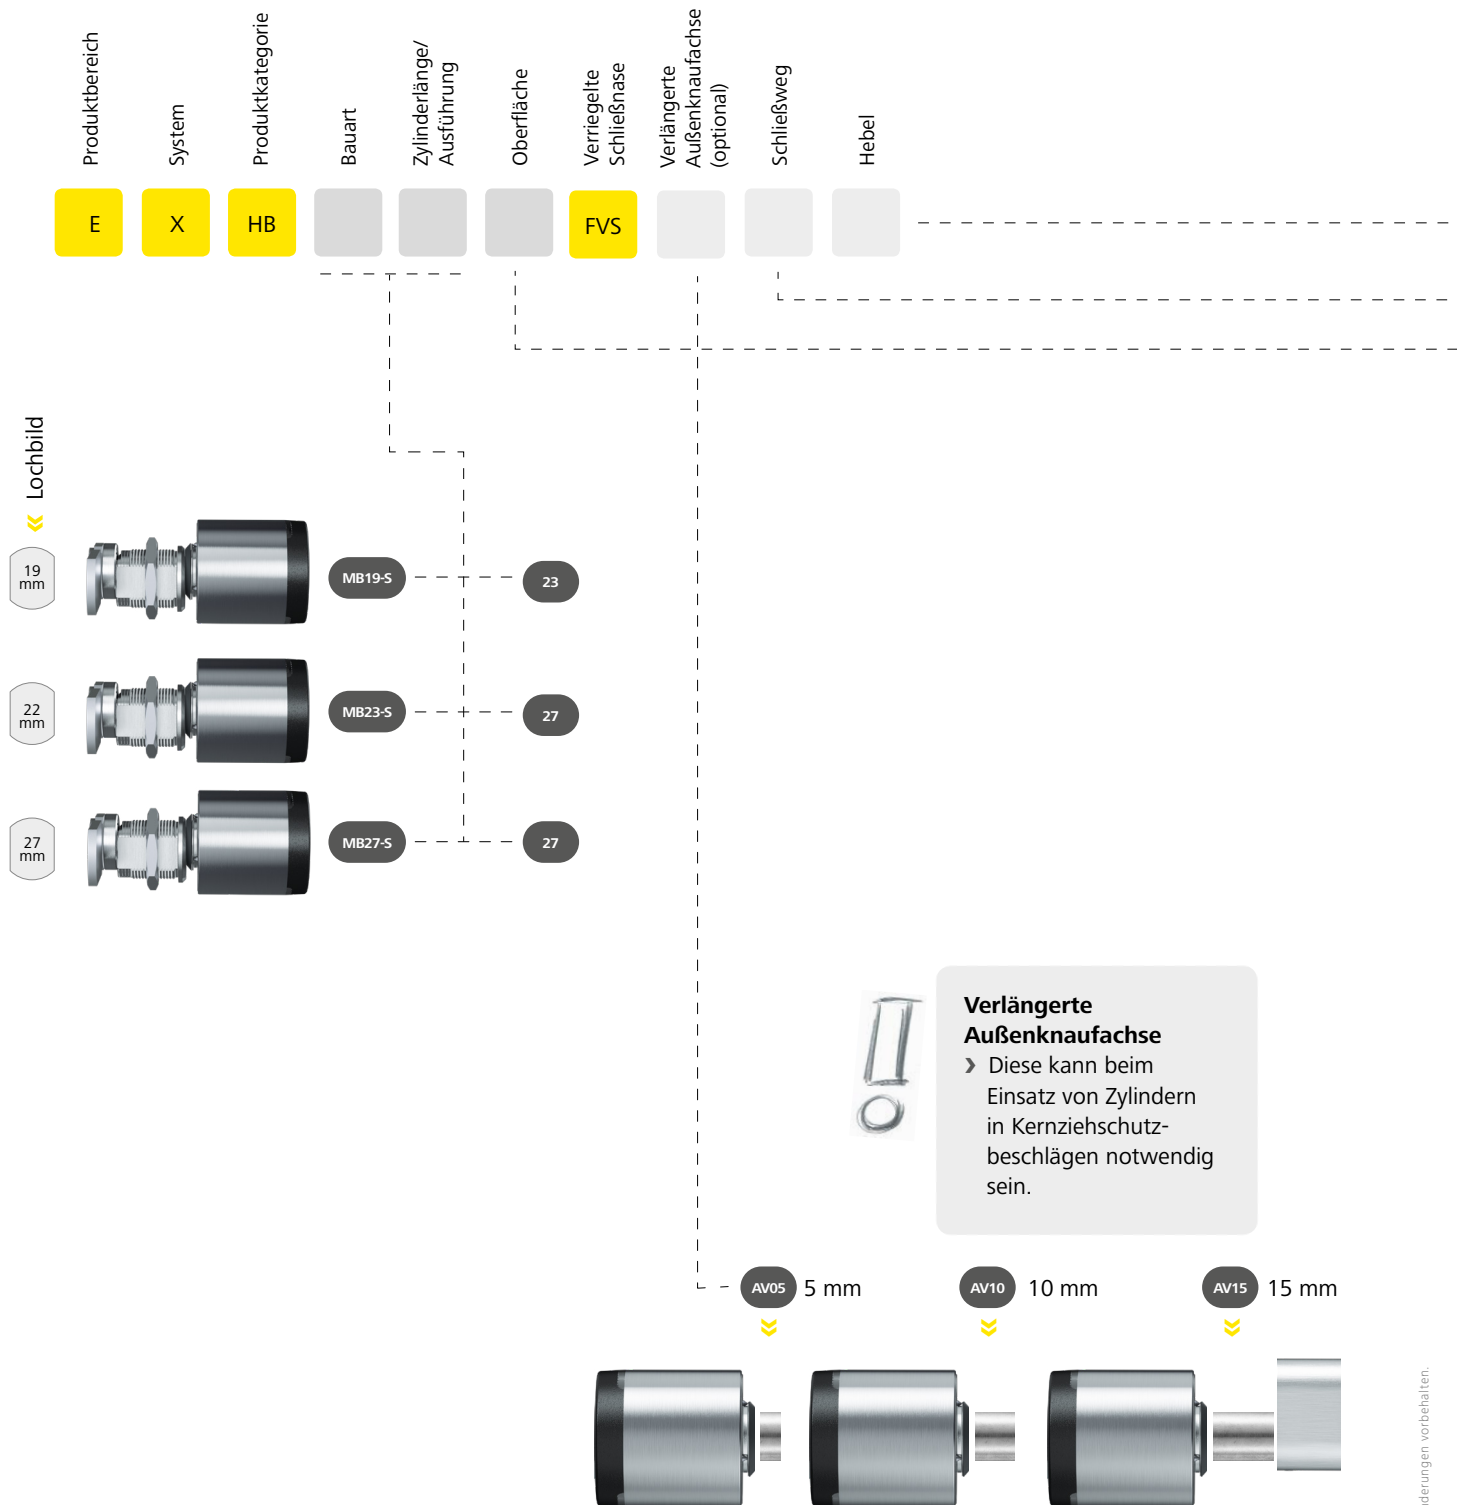 Produktbereich
System
Produktkategorie
Bauart
Zylinderlänge/
Ausführung
Oberfläche
Verriegelte
Schließnase
Verlängerte
Außenknaufachse
(optional)
Schließweg
Hebel
E
X
HB
FVS
Lochbild
19
mm
MB19-S
23
22
mm
MB23-S
27
27
mm
MB27-S
27
Verlängerte
Außenknaufachse
› Diese kann beim
Einsatz von Zylindern
in Kernziehschutz-
beschlägen notwendig
sein.
AV05 5 mm
AV10 10 mm
AV15 15 mm
nderungen vorbehalten.